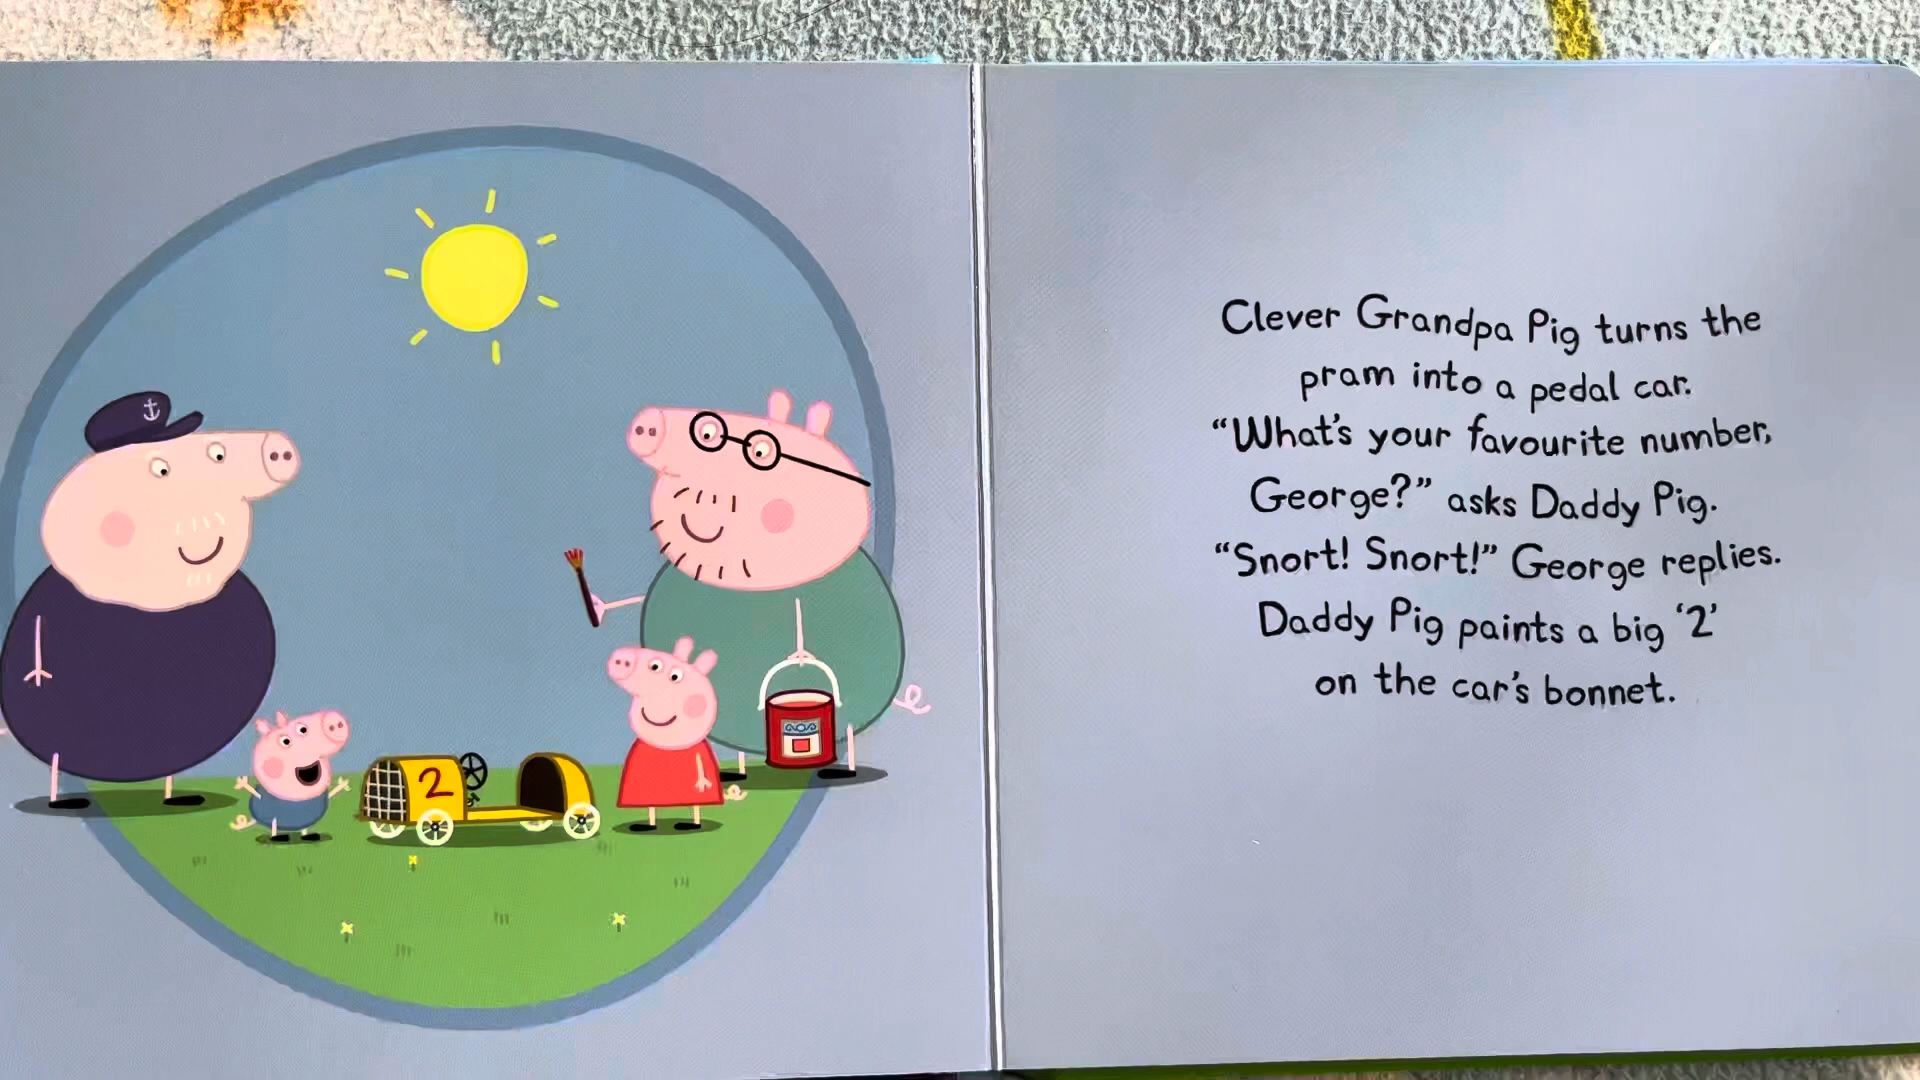 2
Clever Grandpa Pig turns the
pram into a pedal car.
“What’s your favourite number,
George?” asks Daddy Pig.
“Snort! Snort!” George replies.
Daddy Pig paints a big ‘2’
on the car’s bonnet.